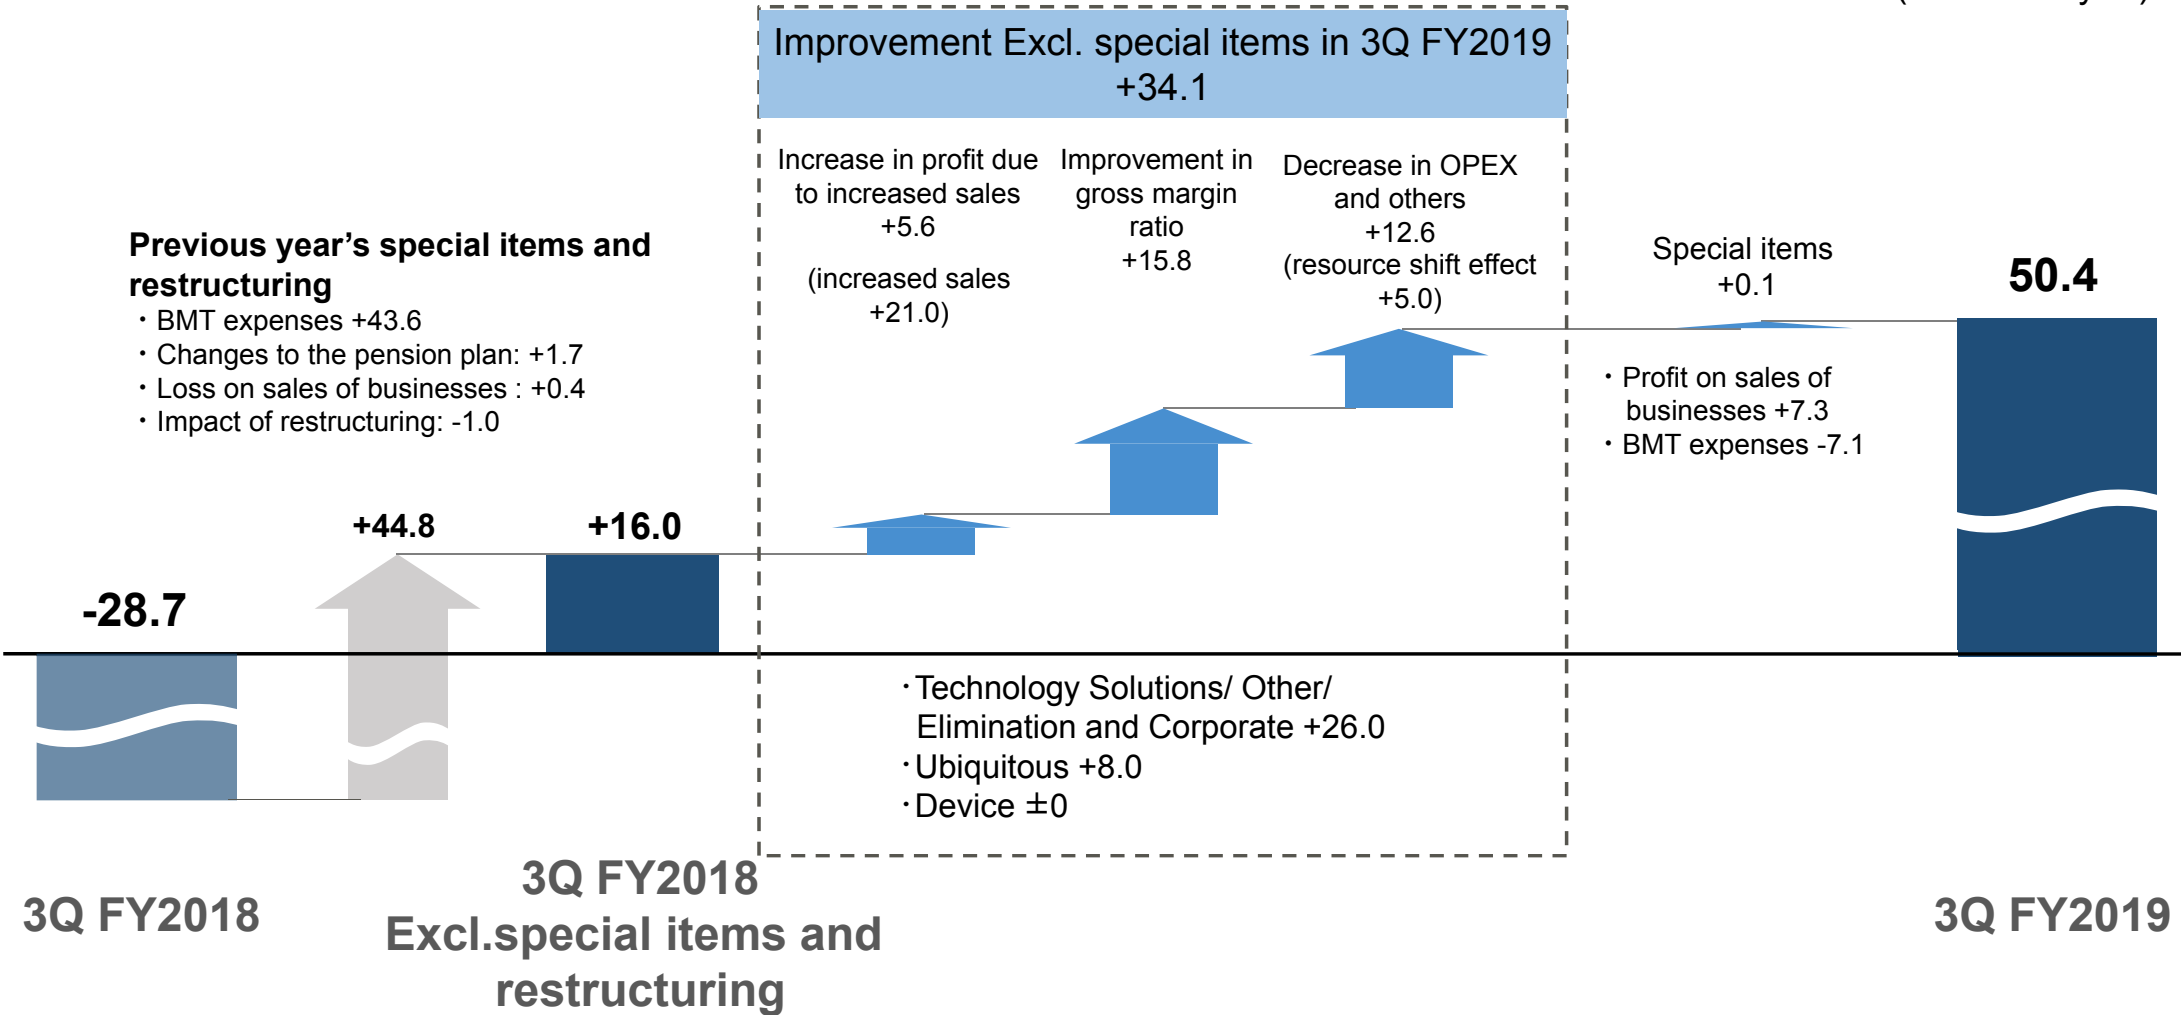 Improvement Excl. special items in 3Q FY2019
+34.1
Increase in profit due
to increased sales
+5.6
(increased sales
+21.0)
Improvement in
gross margin
ratio
+15.8
Decrease in OPEX
and others
+12.6
(resource shift effect
+5.0)
Previous year’s special items and
restructuring
・BMT expenses +43.6
・Changes to the pension plan: +1.7
・Loss on sales of businesses : +0.4
・Impact of restructuring: -1.0
Special items
+0.1
50.4
・Profit on sales of
businesses +7.3
・BMT expenses -7.1
+44.8
+16.0
-28.7
・Technology Solutions/ Other/
Elimination and Corporate +26.0
・Ubiquitous +8.0
・Device ±0
3Q FY2018
3Q FY2018
Excl.special items and
restructuring
3Q FY2019